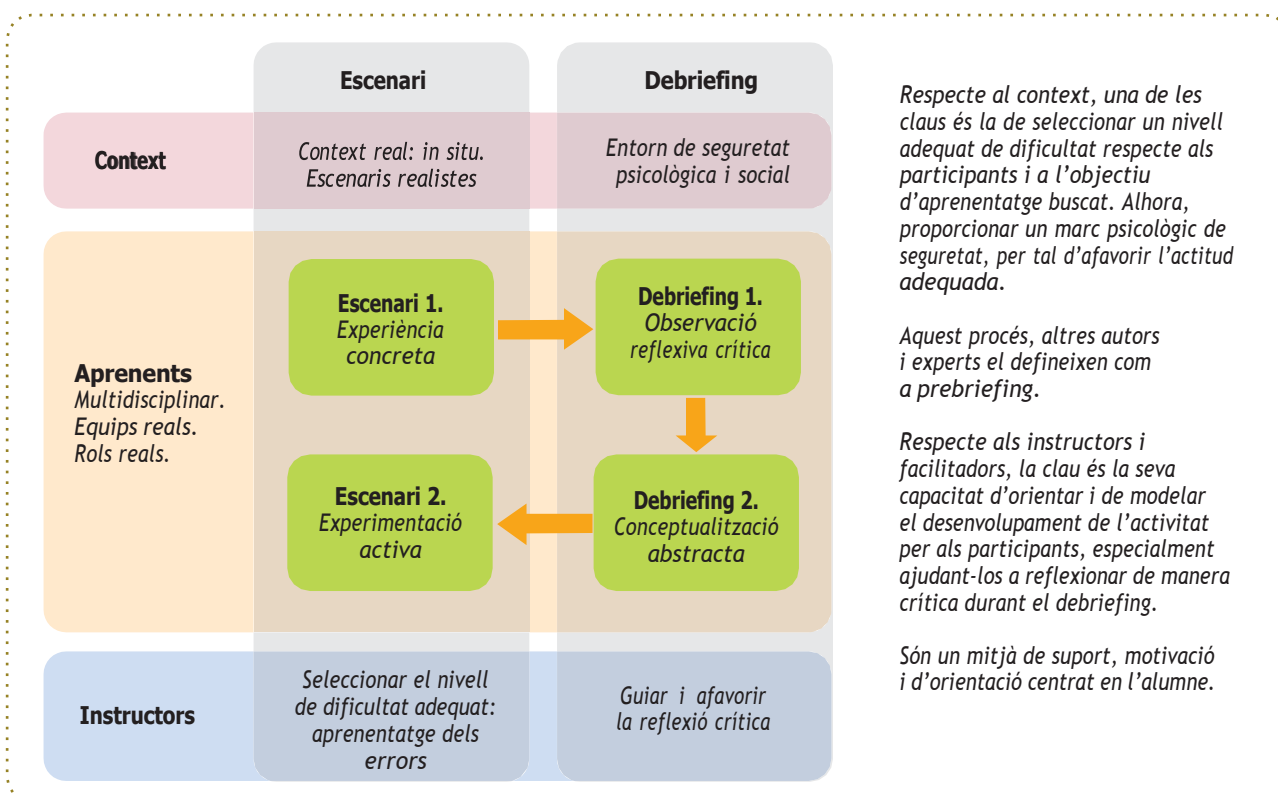 Escenari
Debriefing
Context
Context real: in situ.
Escenaris realistes
Entorn de seguretat
psicològica i social
Aprenents
Multidisciplinar.
Equips reals.
Rols reals.
Escenari 1.
Experiència
concreta
Debriefing 1.
Observació
reflexiva crítica
Escenari 2.
Experimentació
activa
Debriefing 2.
Conceptualització
abstracta
Instructors
Seleccionar el nivell
de dificultat adequat:
aprenentatge dels
errors
Guiar i afavorir
la reflexió crítica
Respecte al context, una de les
claus és la de seleccionar un nivell
adequat de dificultat respecte als
participants i a l’objectiu
d’aprenentatge buscat. Alhora,
proporcionar un marc psicològic de
seguretat, per tal d’afavorir l’actitud
adequada.
Aquest procés, altres autors
i experts el defineixen com
a prebriefing.
Respecte als instructors i
facilitadors, la clau és la seva
capacitat d’orientar i de modelar
el desenvolupament de l’activitat
per als participants, especialment
ajudant-los a reflexionar de manera
crítica durant el debriefing.
Són un mitjà de suport, motivació
i d’orientació centrat en l’alumne.